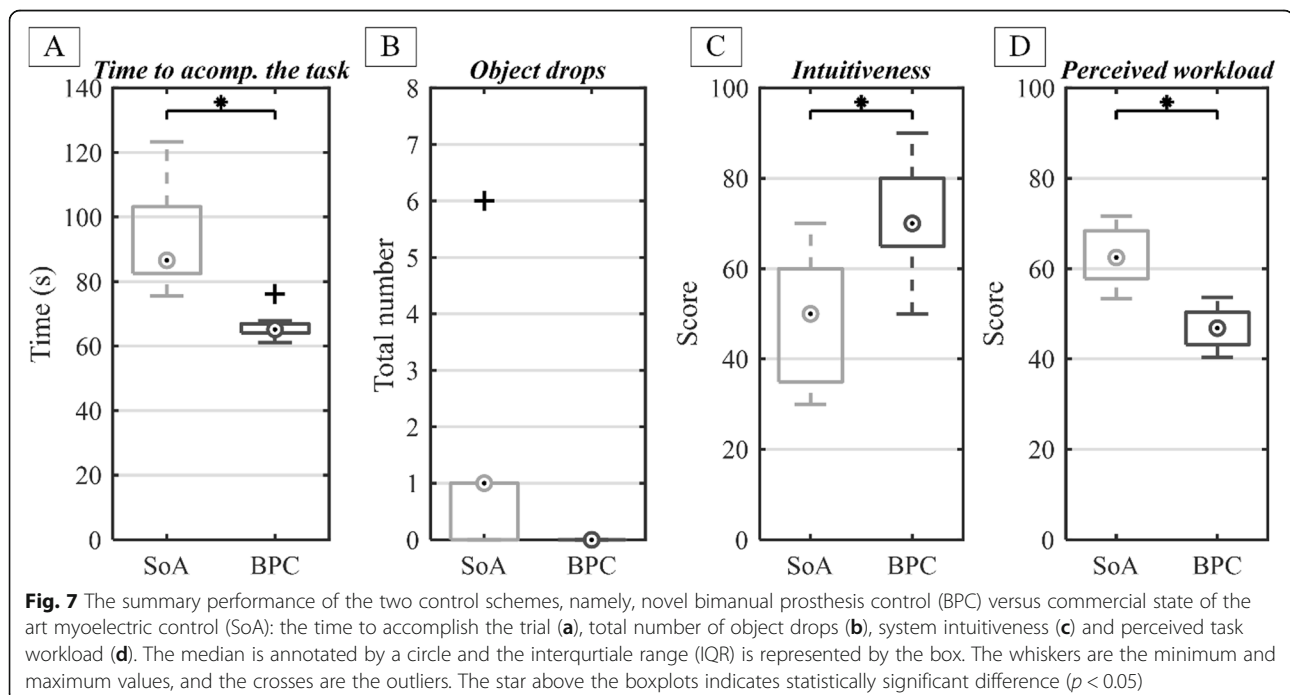 A
Time to acomp. the task
140
120
100
80
60
40
20
0
Time (s)
*
SoA
BPC
B
Object drops
8
7
6
5
4
3
2
1
0
Total number
SoA
BPC
C
Intuitiveness
100
80
60
40
20
0
Score
*
SoA
BPC
D
Perceived workload
100
80
60
40
20
0
Score
*
SoA
BPC
Fig. 7 The summary performance of the two control schemes, namely, novel bimanual prosthesis control (BPC) versus commercial state of the
art myoelectric control (SoA): the time to accomplish the trial (a), total number of object drops (b), system intuitiveness (c) and perceived task
workload (d). The median is annotated by a circle and the interqurtiale range (IQR) is represented by the box. The whiskers are the minimum and
maximum values, and the crosses are the outliers. The star above the boxplots indicates statistically significant difference (p < 0.05)